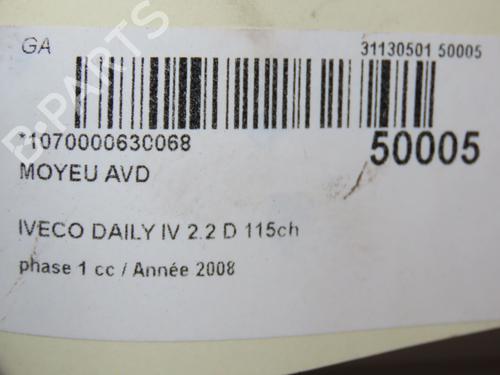 GA 31130501 50005
*1070000630068 50005
MOYEU AVD
IVECO DAILY IV 2.2 D 115ch
phase 1 cc / Année 2008
B-PARTS